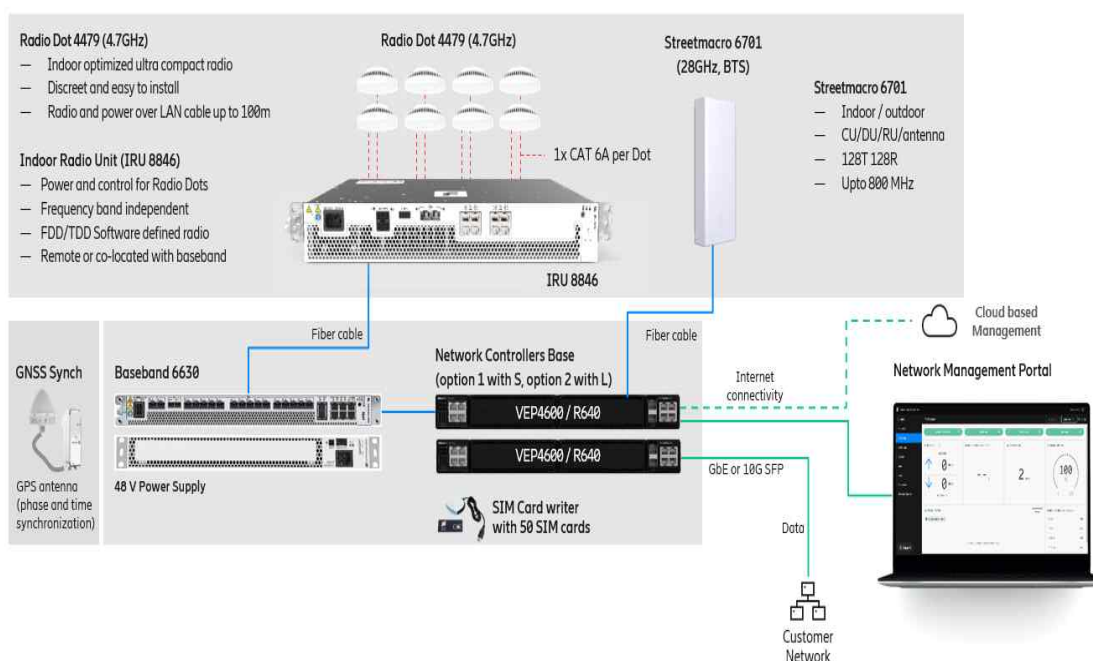 Radio Dot 4479 (4.7GHz)
— Indoor optimized ultra compact radio
— Discreet and easy to install
— Radio and power over LAN cable up to 100m
Indoor Radio Unit (IRU 8846)
— Power and control for Radio Dots
— Frequency band independent
— FDD/TDD Software defined radio
— Remote or co-located with baseband
Radio Dot 4479 (4.7GHz)
1x CAT 6A per Dot
IRU 8846
Streetmacro 6701
(28GHz, BTS)
Streetmacro 6701
— Indoor / outdoor
— CU/DU/RU/antenna
— 128T 128R
— Upto 800 MHz
Fiber cable
Fiber cable
GNSS Synch
GPS antenna
(phase and time
synchronization)
Baseband 6630
48 V Power Supply
Network Controllers Base
(option 1 with S, option 2 with L)
VEP4600 / R640
VEP4600 / R640
SIM Card writer
with 50 SIM cards
Internet
connectivity
GbE or 10G SFP
Data
Customer
Network
Cloud based
Management
Network Management Portal
0
0
2
100